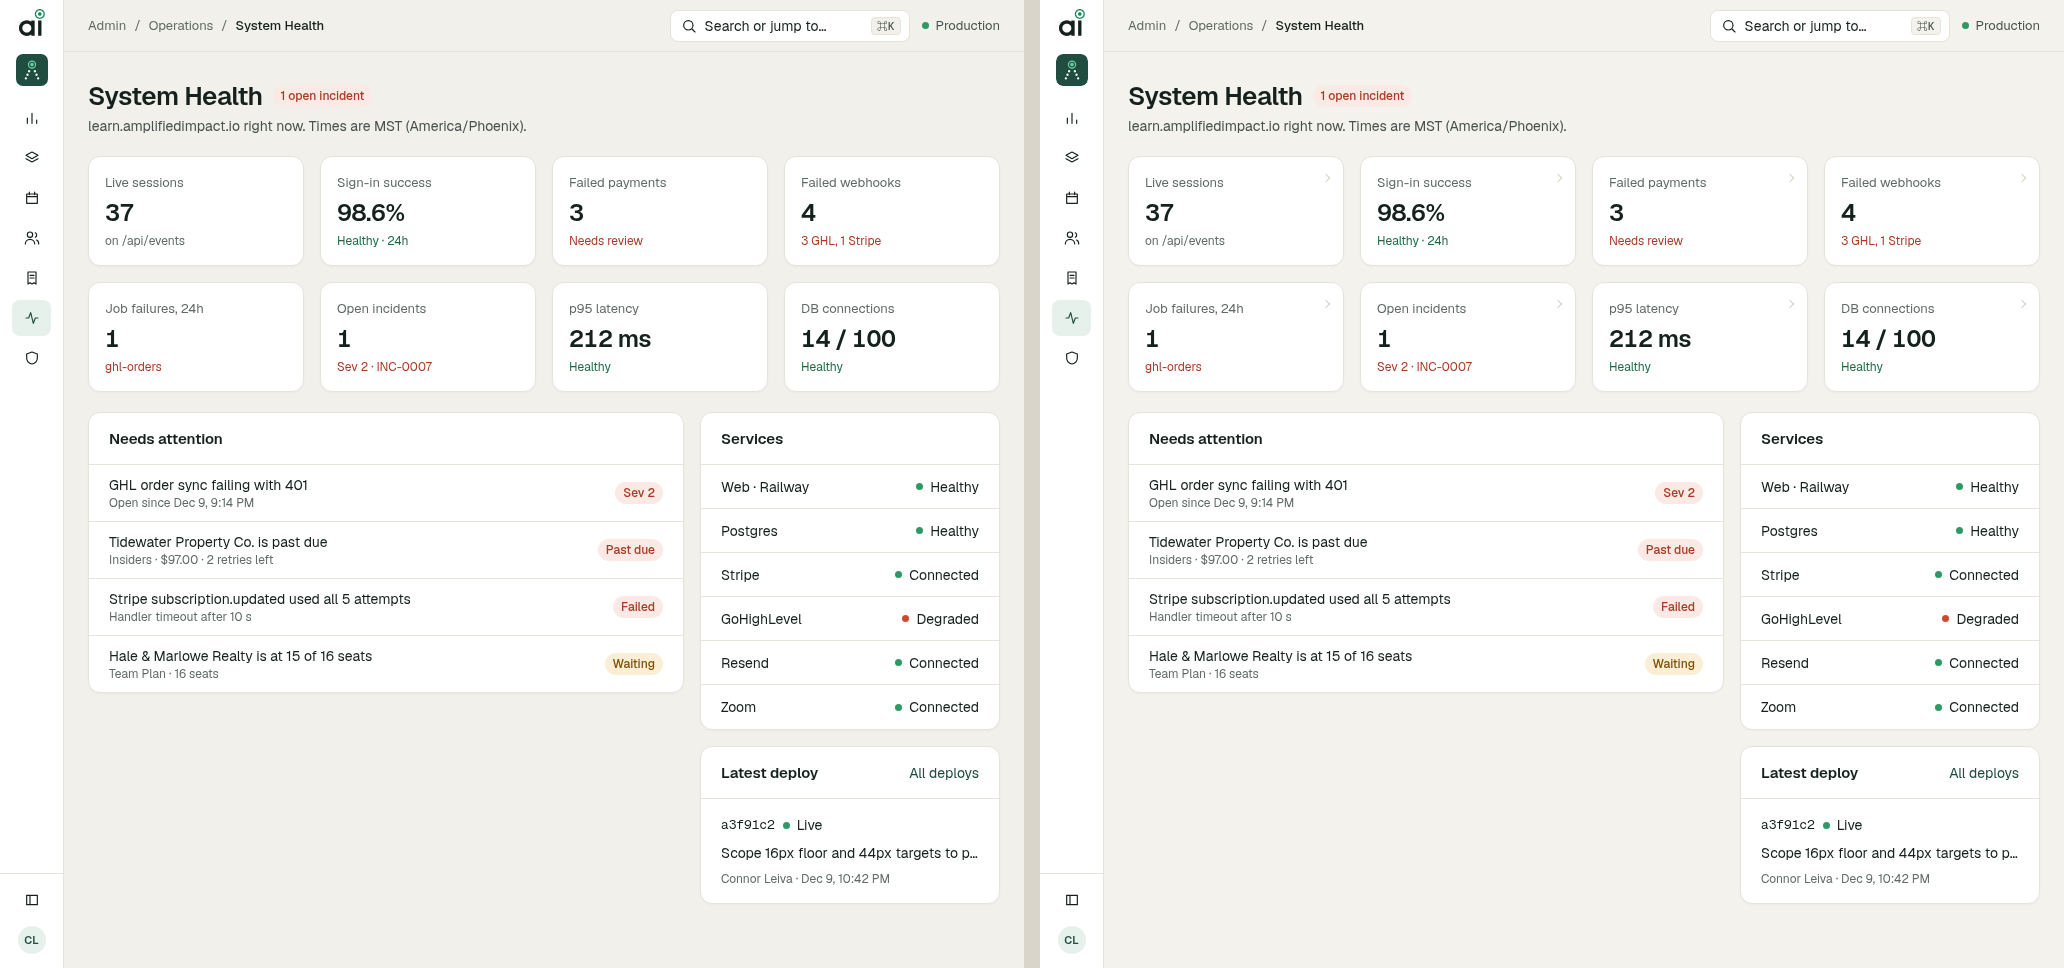 ai
Admin / Operations / System Health
Search or jump to...
⌘K
Production
System Health
1 open incident
learn.amplifiedimpact.io right now. Times are MST (America/Phoenix).
Live sessions
37
on /api/events
Sign-in success
98.6%
Healthy · 24h
Failed payments
3
Needs review
Failed webhooks
4
3 GHL, 1 Stripe
Job failures, 24h
1
ghl-orders
Open incidents
1
Sev 2 · INC-0007
p95 latency
212 ms
Healthy
DB connections
14 / 100
Healthy
Needs attention
GHL order sync failing with 401
Open since Dec 9, 9:14 PM
Sev 2
Tidewater Property Co. is past due
Insiders · $97.00 · 2 retries left
Past due
Stripe subscription.updated used all 5 attempts
Handler timeout after 10 s
Failed
Hale & Marlowe Realty is at 15 of 16 seats
Team Plan · 16 seats
Waiting
Services
Web · Railway
Healthy
Postgres
Healthy
Stripe
Connected
GoHighLevel
Degraded
Resend
Connected
Zoom
Connected
Latest deploy
All deploys
a3f91c2
Live
Scope 16px floor and 44px targets to p...
Connor Leiva · Dec 9, 10:42 PM
CL
ai
Admin / Operations / System Health
Search or jump to...
⌘K
Production
System Health
1 open incident
learn.amplifiedimpact.io right now. Times are MST (America/Phoenix).
Live sessions
37
on /api/events
Sign-in success
98.6%
Healthy · 24h
Failed payments
3
Needs review
Failed webhooks
4
3 GHL, 1 Stripe
Job failures, 24h
1
ghl-orders
Open incidents
1
Sev 2 · INC-0007
p95 latency
212 ms
Healthy
DB connections
14 / 100
Healthy
Needs attention
GHL order sync failing with 401
Open since Dec 9, 9:14 PM
Sev 2
Tidewater Property Co. is past due
Insiders · $97.00 · 2 retries left
Past due
Stripe subscription.updated used all 5 attempts
Handler timeout after 10 s
Failed
Hale & Marlowe Realty is at 15 of 16 seats
Team Plan · 16 seats
Waiting
Services
Web · Railway
Healthy
Postgres
Healthy
Stripe
Connected
GoHighLevel
Degraded
Resend
Connected
Zoom
Connected
Latest deploy
All deploys
a3f91c2
Live
Scope 16px floor and 44px targets to p...
Connor Leiva · Dec 9, 10:42 PM
CL